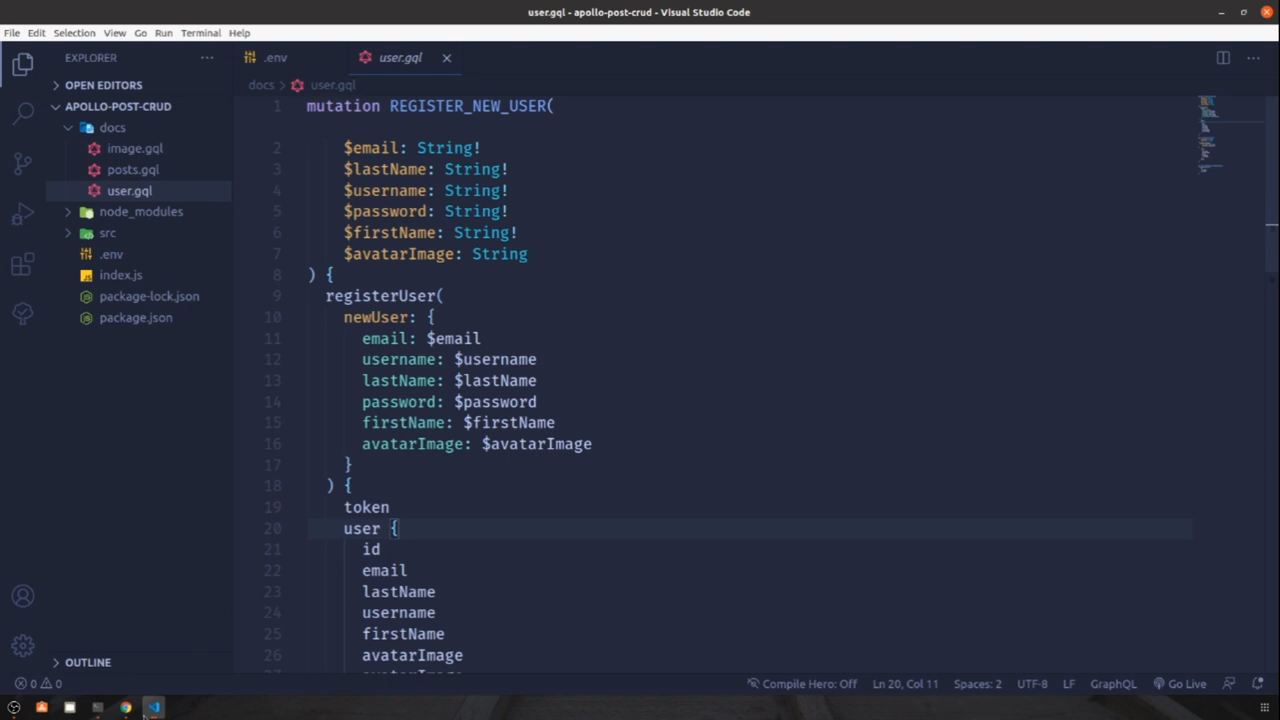 user.gql - apollo-post-crud - Visual Studio Code
File Edit Selection View Go Run Terminal Help
EXPLORER
OPEN EDITORS
APOLLO-POST-CRUD
docs
image.gql
posts.gql
user.gql
node_modules
src
.env
index.js
package-lock.json
package.json
OUTLINE
.env
user.gql
docs > user.gql
1 mutation REGISTER_NEW_USER(
2 $email: String!
3 $lastName: String!
4 $username: String!
5 $password: String!
6 $firstName: String!
7 $avatarImage: String
8 ) {
9 registerUser(
10 newUser: {
11 email: $email
12 username: $username
13 lastName: $lastName
14 password: $password
15 firstName: $firstName
16 avatarImage: $avatarImage
17 }
18 ) {
19 token
20 user {
21 id
22 email
23 lastName
24 username
25 firstName
26 avatarImage
0 0 Compile Hero: Off Ln 20, Col 11 Spaces: 2 UTF-8 LF GraphQL Go Live